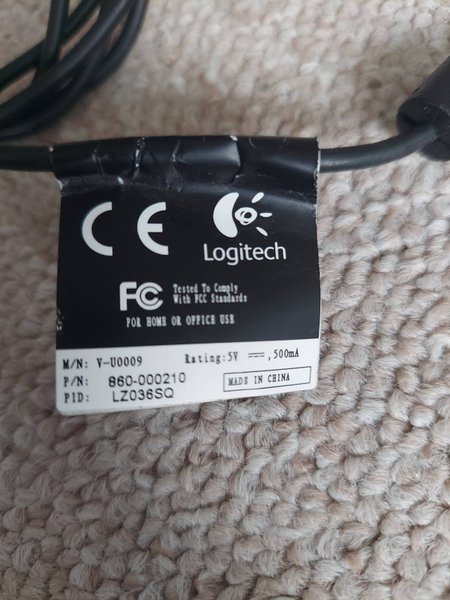 CE
Logitech
FC Tested To Comply
With FCC Standards
FOR HOME OR OFFICE USE
M/N: V-U0009 Rating:5V ⎓,500mA
P/N: 860-000210
MADE IN CHINA
PID: LZ036SQ